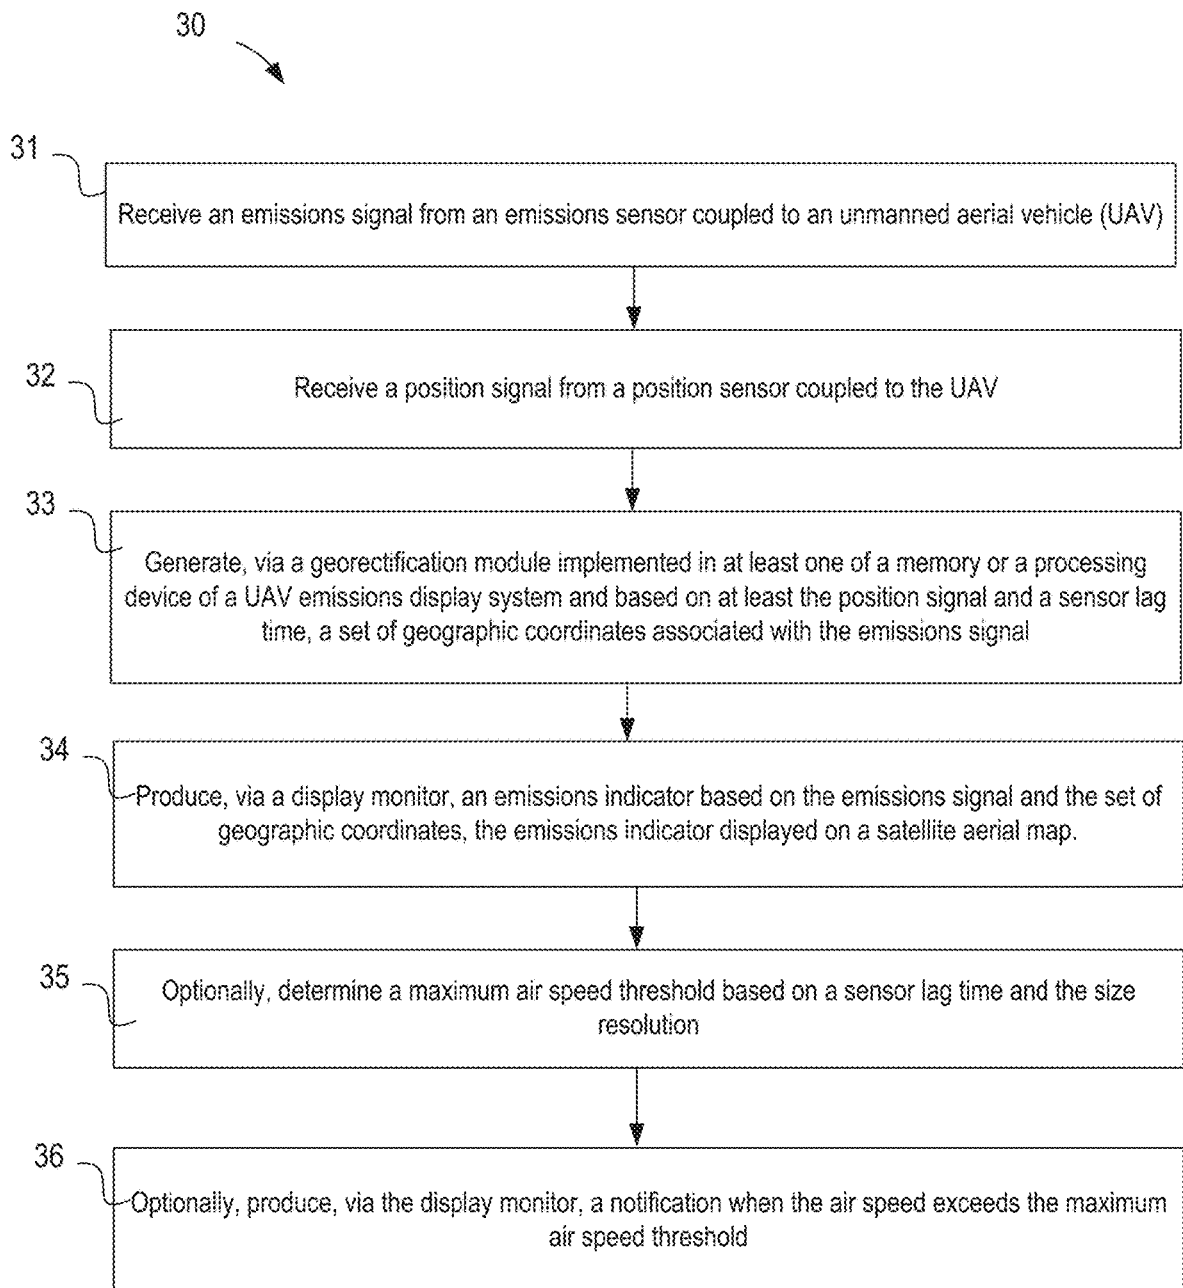 30
31
Receive an emissions signal from an emissions sensor coupled to an unmanned aerial vehicle (UAV)
32
Receive a position signal from a position sensor coupled to the UAV
33
Generate, via a georectification module implemented in at least one of a memory or a processing
device of a UAV emissions display system and based on at least the position signal and a sensor lag
time, a set of geographic coordinates associated with the emissions signal
34
Produce, via a display monitor, an emissions indicator based on the emissions signal and the set of
geographic coordinates, the emissions indicator displayed on a satellite aerial map.
35
Optionally, determine a maximum air speed threshold based on a sensor lag time and the size
resolution
36
Optionally, produce, via the display monitor, a notification when the air speed exceeds the maximum
air speed threshold